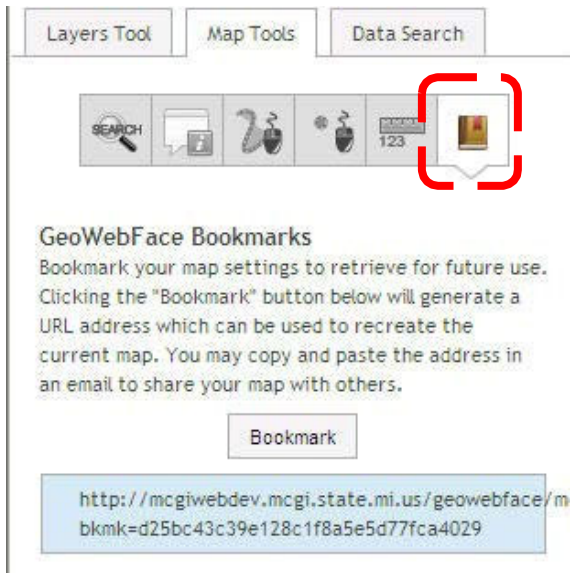 Layers Tool Map Tools Data Search
SEARCH 123
GeoWebFace Bookmarks
Bookmark your map settings to retrieve for future use.
Clicking the "Bookmark" button below will generate a
URL address which can be used to recreate the
current map. You may copy and paste the address in
an email to share your map with others.
Bookmark
http://mcgiwebdev.mcgi.state.mi.us/geowebface/m
bkmk=d25bc43c39e128c1f8a5e5d77fca4029